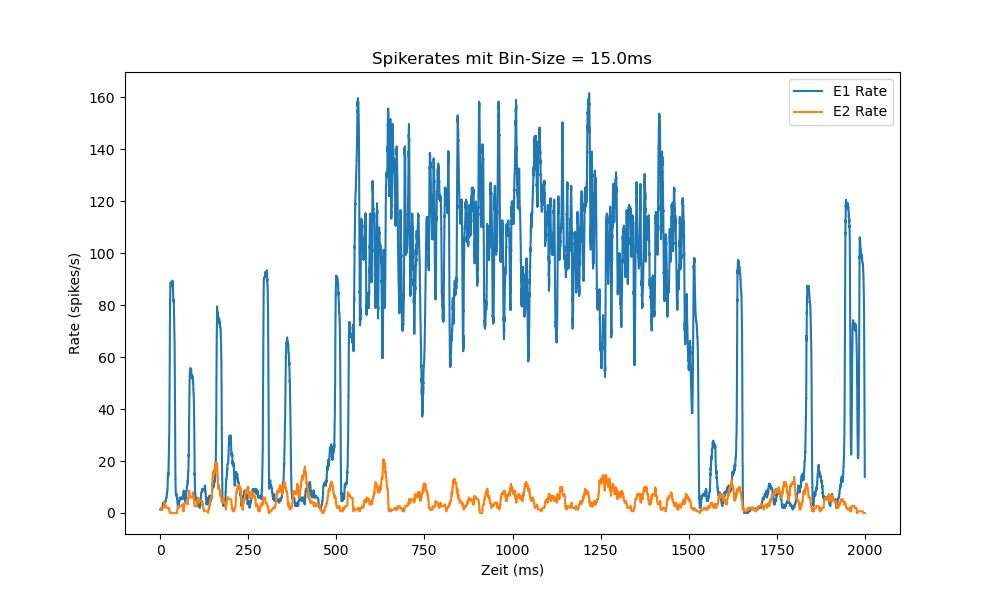 Spikerates mit Bin-Size = 15.0ms
E1 Rate
E2 Rate
160
140
120
100
80
60
40
20
0
Rate (spikes/s)
0 250 500 750 1000 1250 1500 1750 2000
Zeit (ms)